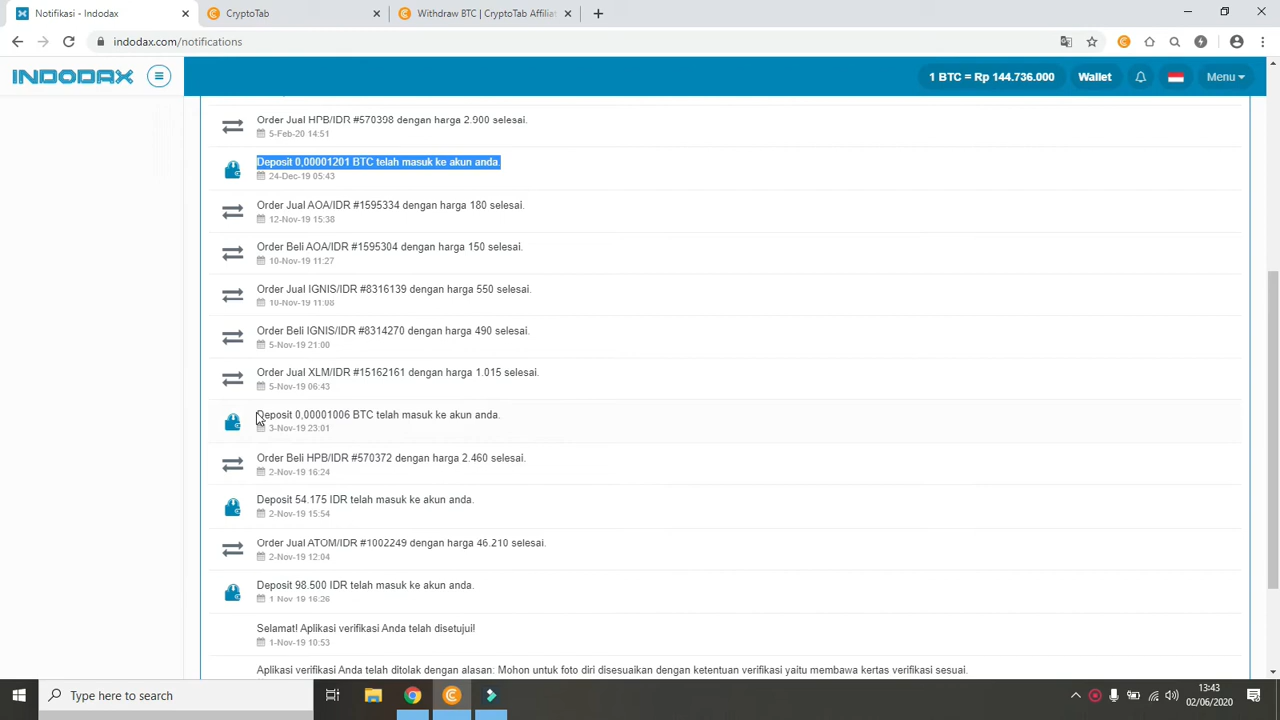 Notifikasi - Indodax
CryptoTab
Withdraw BTC | CryptoTab Affiliat
indodax.com/notifications
INDODAX
1 BTC = Rp 144.736.000
Wallet
Menu
Order Jual HPB/IDR #570398 dengan harga 2.900 selesai.
5-Feb-20 14:51
Deposit 0,00001201 BTC telah masuk ke akun anda.
24-Dec-19 05:43
Order Jual AOA/IDR #1595334 dengan harga 180 selesai.
12-Nov-19 15:38
Order Beli AOA/IDR #1595304 dengan harga 150 selesai.
10-Nov-19 11:27
Order Jual IGNIS/IDR #8316139 dengan harga 550 selesai.
10-Nov-19 11:08
Order Beli IGNIS/IDR #8314270 dengan harga 490 selesai.
5-Nov-19 21:00
Order Jual XLM/IDR #15162161 dengan harga 1.015 selesai.
5-Nov-19 06:43
Deposit 0,00001006 BTC telah masuk ke akun anda.
3-Nov-19 23:01
Order Beli HPB/IDR #570372 dengan harga 2.460 selesai.
2-Nov-19 16:24
Deposit 54.175 IDR telah masuk ke akun anda.
2-Nov-19 15:54
Order Jual ATOM/IDR #1002249 dengan harga 46.210 selesai.
2-Nov-19 12:04
Deposit 98.500 IDR telah masuk ke akun anda.
1-Nov-19 16:26
Selamat! Aplikasi verifikasi Anda telah disetujui!
1-Nov-19 10:53
Aplikasi verifikasi Anda telah ditolak dengan alasan: Mohon untuk foto diri disesuaikan dengan ketentuan verifikasi yaitu membawa kertas verifikasi sesuai.
Type here to search
13:43
02/06/2020